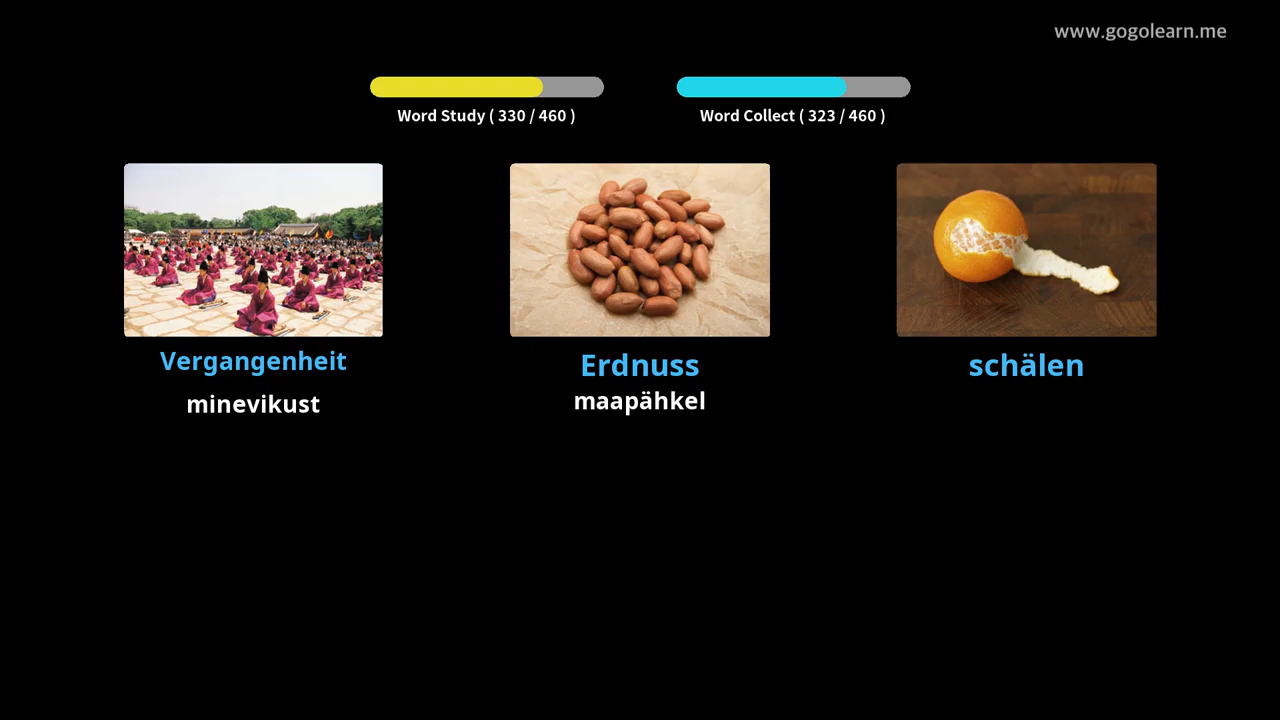 www.gogolearn.me
Word Study ( 330 / 460 )
Word Collect ( 323 / 460 )
Vergangenheit
minevikust
Erdnuss
maapähkel
schälen